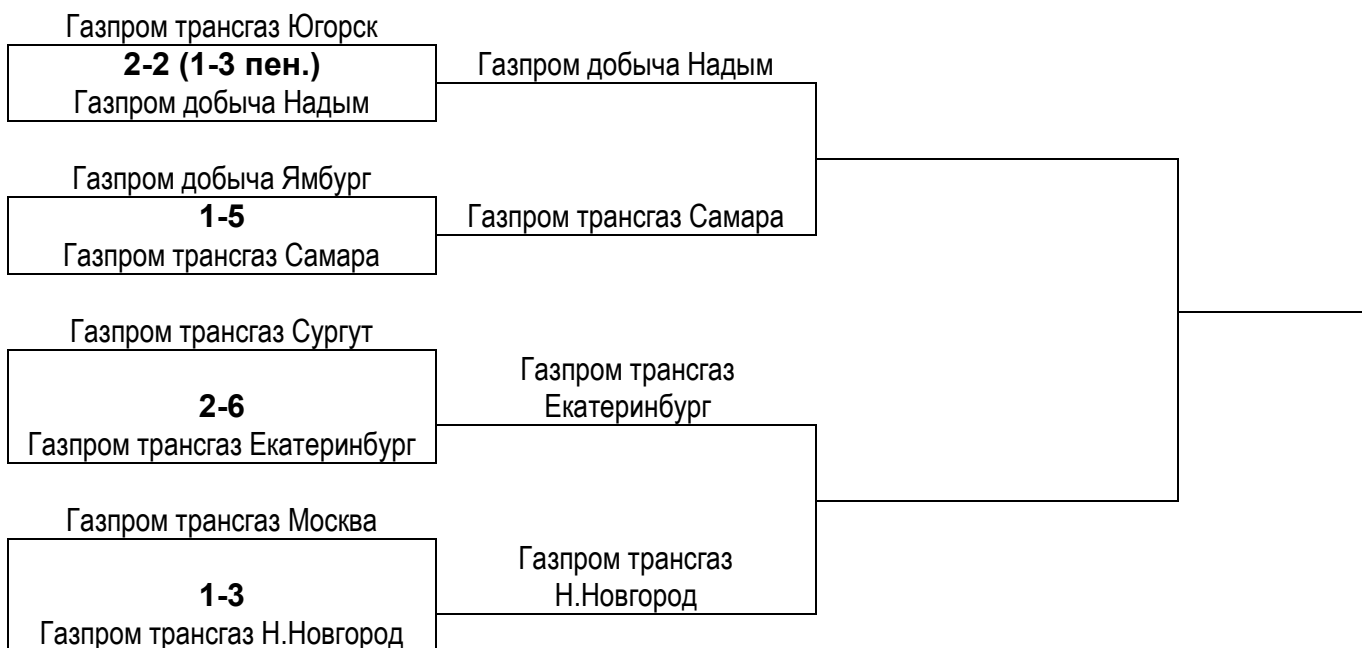 Газпром трансгаз Югорск
2-2 (1-3 пен.)
Газпром добыча Надым
Газпром добыча Надым
Газпром добыча Ямбург
1-5
Газпром трансгаз Самара
Газпром трансгаз Самара
Газпром трансгаз Сургут
2-6
Газпром трансгаз Екатеринбург
Газпром трансгаз
Екатеринбург
Газпром трансгаз Москва
1-3
Газпром трансгаз Н.Новгород
Газпром трансгаз
Н.Новгород